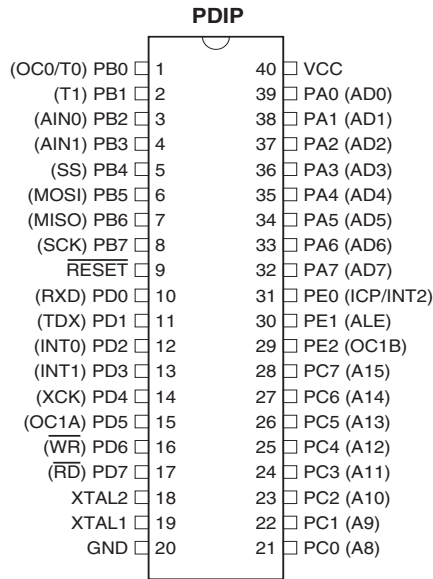 PDIP
(OC0/T0) PB0 1 40 VCC
(T1) PB1 2 39 PA0 (AD0)
(AIN0) PB2 3 38 PA1 (AD1)
(AIN1) PB3 4 37 PA2 (AD2)
(SS) PB4 5 36 PA3 (AD3)
(MOSI) PB5 6 35 PA4 (AD4)
(MISO) PB6 7 34 PA5 (AD5)
(SCK) PB7 8 33 PA6 (AD6)
RESET 9 32 PA7 (AD7)
(RXD) PD0 10 31 PE0 (ICP/INT2)
(TDX) PD1 11 30 PE1 (ALE)
(INT0) PD2 12 29 PE2 (OC1B)
(INT1) PD3 13 28 PC7 (A15)
(XCK) PD4 14 27 PC6 (A14)
(OC1A) PD5 15 26 PC5 (A13)
(WR) PD6 16 25 PC4 (A12)
(RD) PD7 17 24 PC3 (A11)
XTAL2 18 23 PC2 (A10)
XTAL1 19 22 PC1 (A9)
GND 20 21 PC0 (A8)